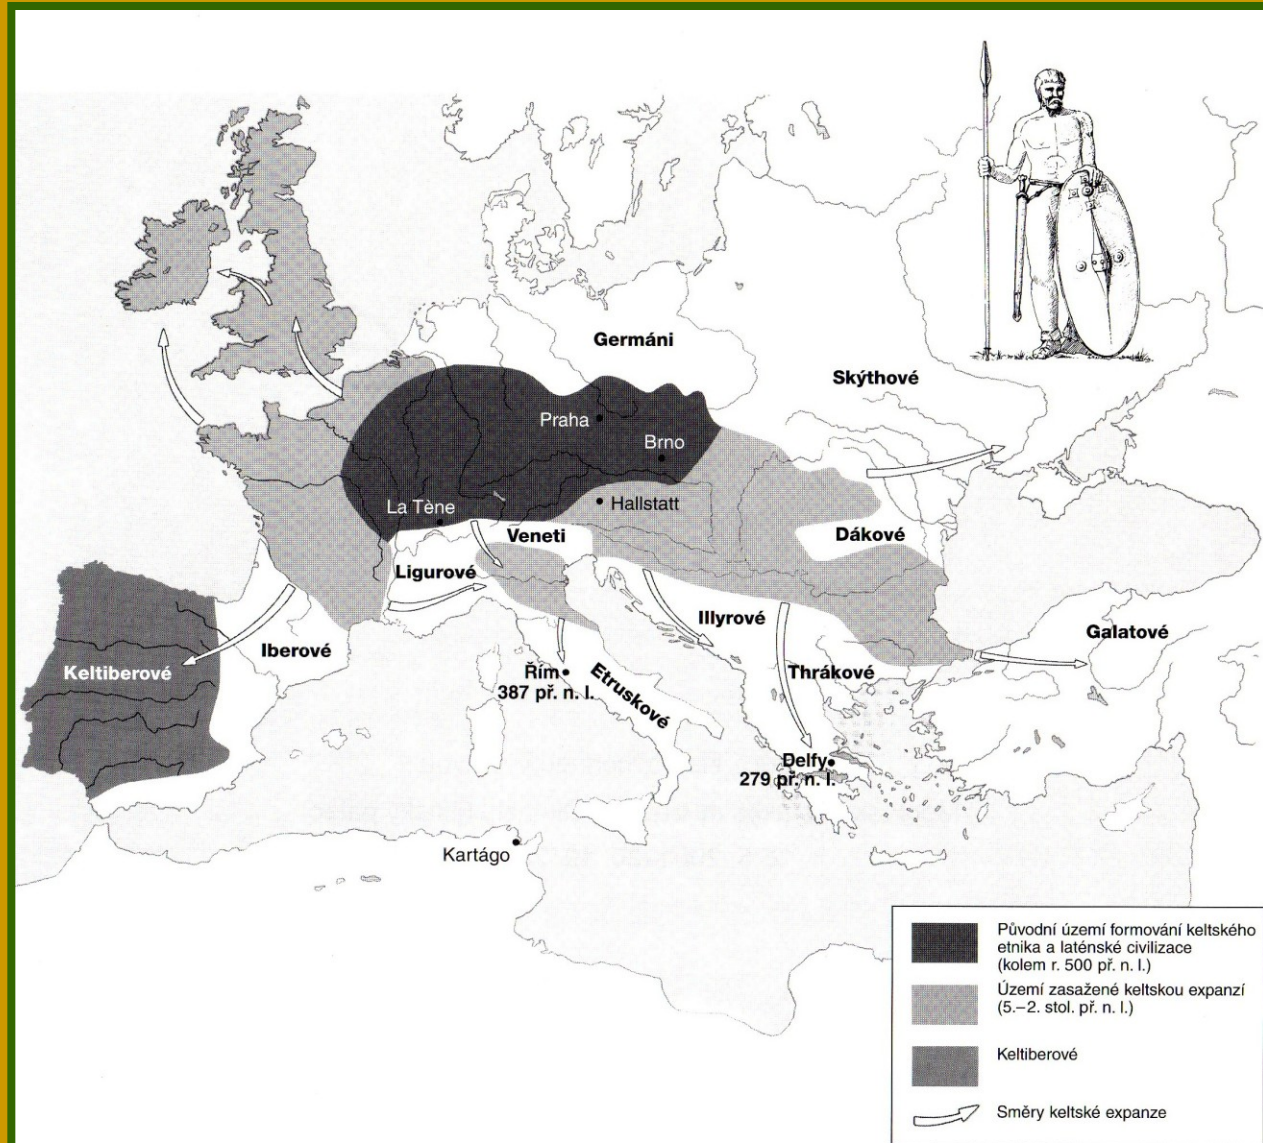 Germáni
Skýthové
Praha
Brno
La Tène
Hallstatt
Veneti
Dákové
Ligurové
Illyrové
Galatové
Iberové
Keltiberové
Řím
387 př. n. l.
Etruskové
Thrákové
Delfy
279 př. n. l.
Kartágo
Původní území formování keltského
etnika a laténské civilizace
(kolem r. 500 př. n. l.)
Území zasažené keltskou expanzí
(5.–2. stol. př. n. l.)
Keltiberové
Směry keltské expanze